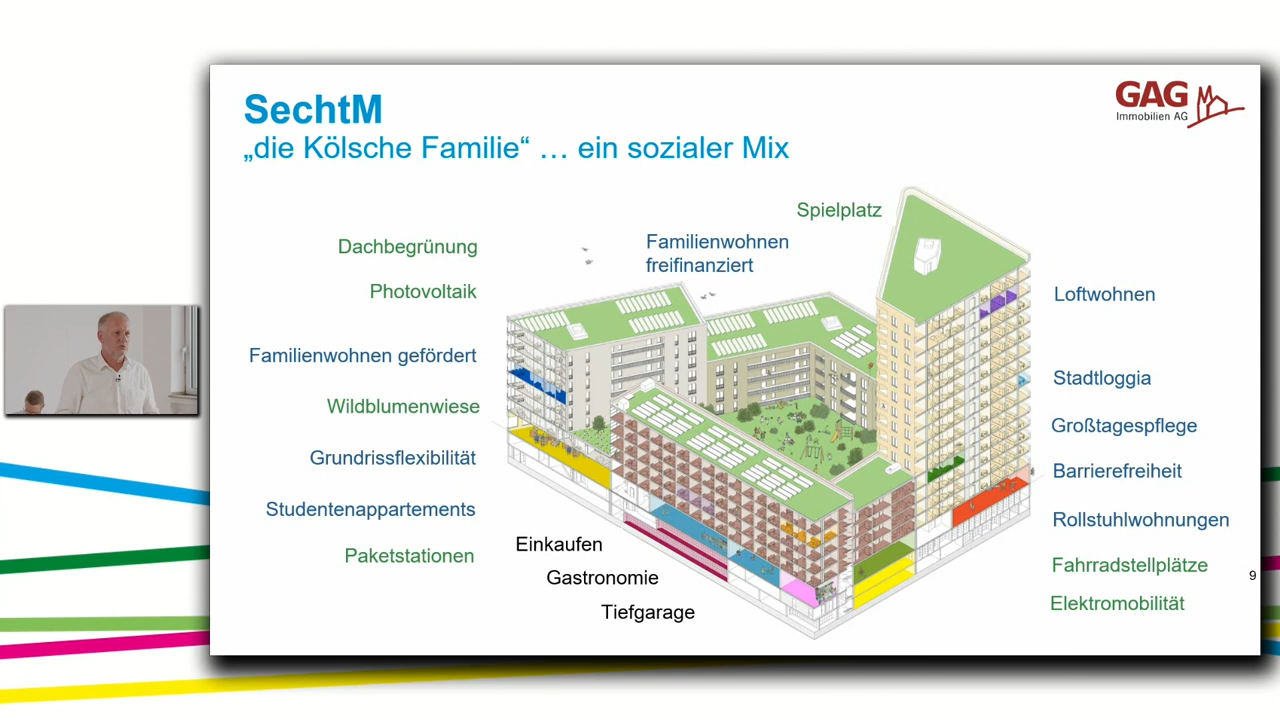 SechtM
„die Kölsche Familie“ … ein sozialer Mix
GAG
Immobilien AG
Spielplatz
Dachbegrünung
Familienwohnen
freifinanziert
Photovoltaik
Loftwohnen
Familienwohnen gefördert
Stadtloggia
Wildblumenwiese
Großtagespflege
Grundrissflexibilität
Barrierefreiheit
Studentenappartements
Rollstuhlwohnungen
Paketstationen
Einkaufen
Fahrradstellplätze
Gastronomie
9
Elektromobilität
Tiefgarage